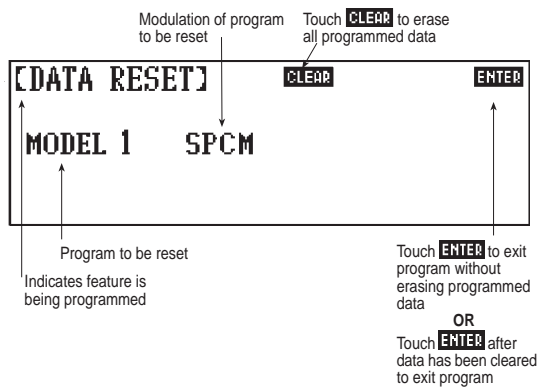 Modulation of program
to be reset
Touch CLEAR to erase
all programmed data
[DATA RESET] CLEAR ENTER
MODEL 1 SPCM
Program to be reset
Indicates feature is
being programmed
Touch ENTER to exit
program without
erasing programmed
data
OR
Touch ENTER after
data has been cleared
to exit program